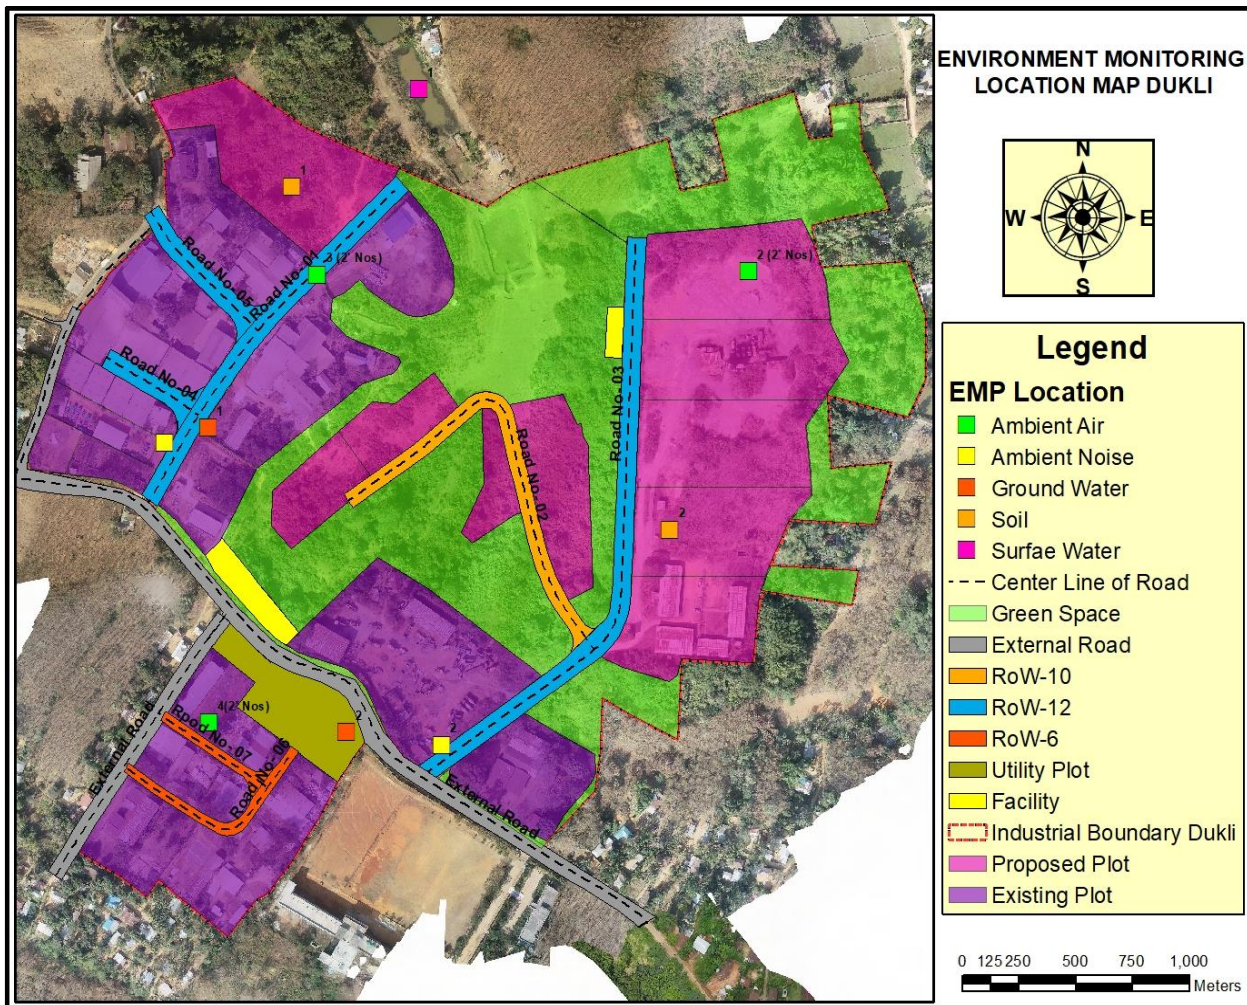 ENVIRONMENT MONITORING
LOCATION MAP DUKLI
N
W E
S
Legend
EMP Location
Ambient Air
Ambient Noise
Ground Water
Soil
Surfae Water
Center Line of Road
Green Space
External Road
RoW-10
RoW-12
RoW-6
Utility Plot
Facility
Industrial Boundary Dukli
Proposed Plot
Existing Plot
0 125 250 500 750 1,000
Meters
1
1
3 (2' Nos)
2 (2' Nos)
Road No-01
Road No-05
Road No-04
1
Road No-03
Road No-02
2
4(2' Nos)
2
2
Road No-07
Road No-06
External Road
External Road